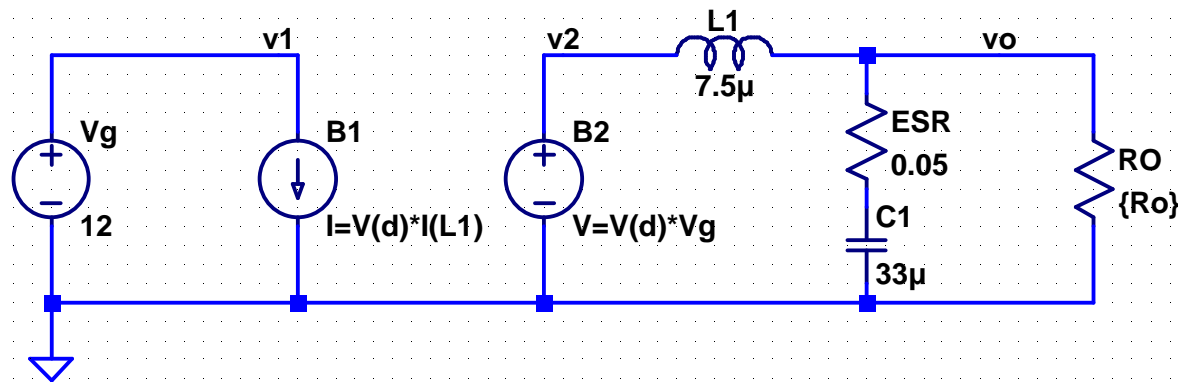 v1
v2
L1
7.5µ
vo
Vg
12
B1
I=V(d)*I(L1)
B2
V=V(d)*Vg
ESR
0.05
C1
33µ
RO
{Ro}